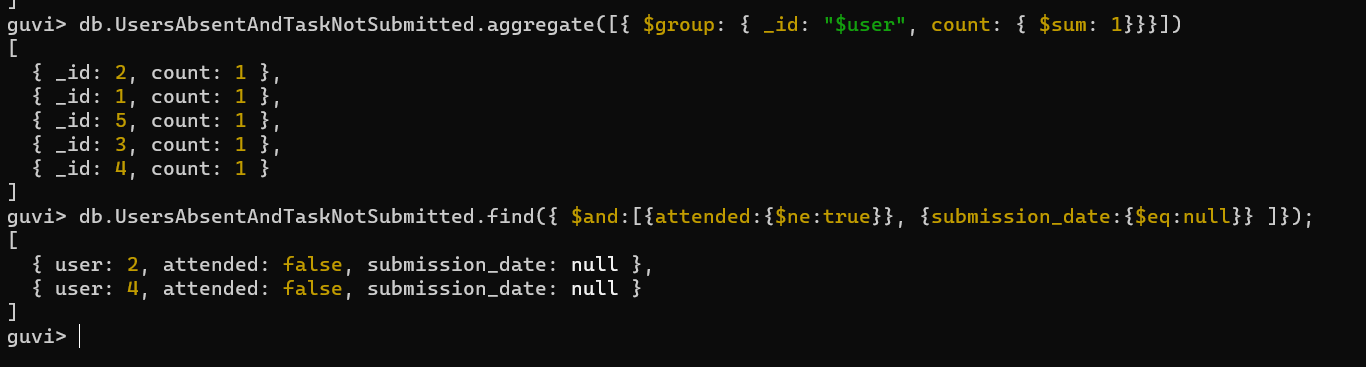 ]
guvi> db.UsersAbsentAndTaskNotSubmitted.aggregate([{ $group: { _id: "$user", count: { $sum: 1}}}])
[
  { _id: 2, count: 1 },
  { _id: 1, count: 1 },
  { _id: 5, count: 1 },
  { _id: 3, count: 1 },
  { _id: 4, count: 1 }
]
guvi> db.UsersAbsentAndTaskNotSubmitted.find({ $and:[{attended:{$ne:true}}, {submission_date:{$eq:null}} ]});
[
  { user: 2, attended: false, submission_date: null },
  { user: 4, attended: false, submission_date: null }
]
guvi>